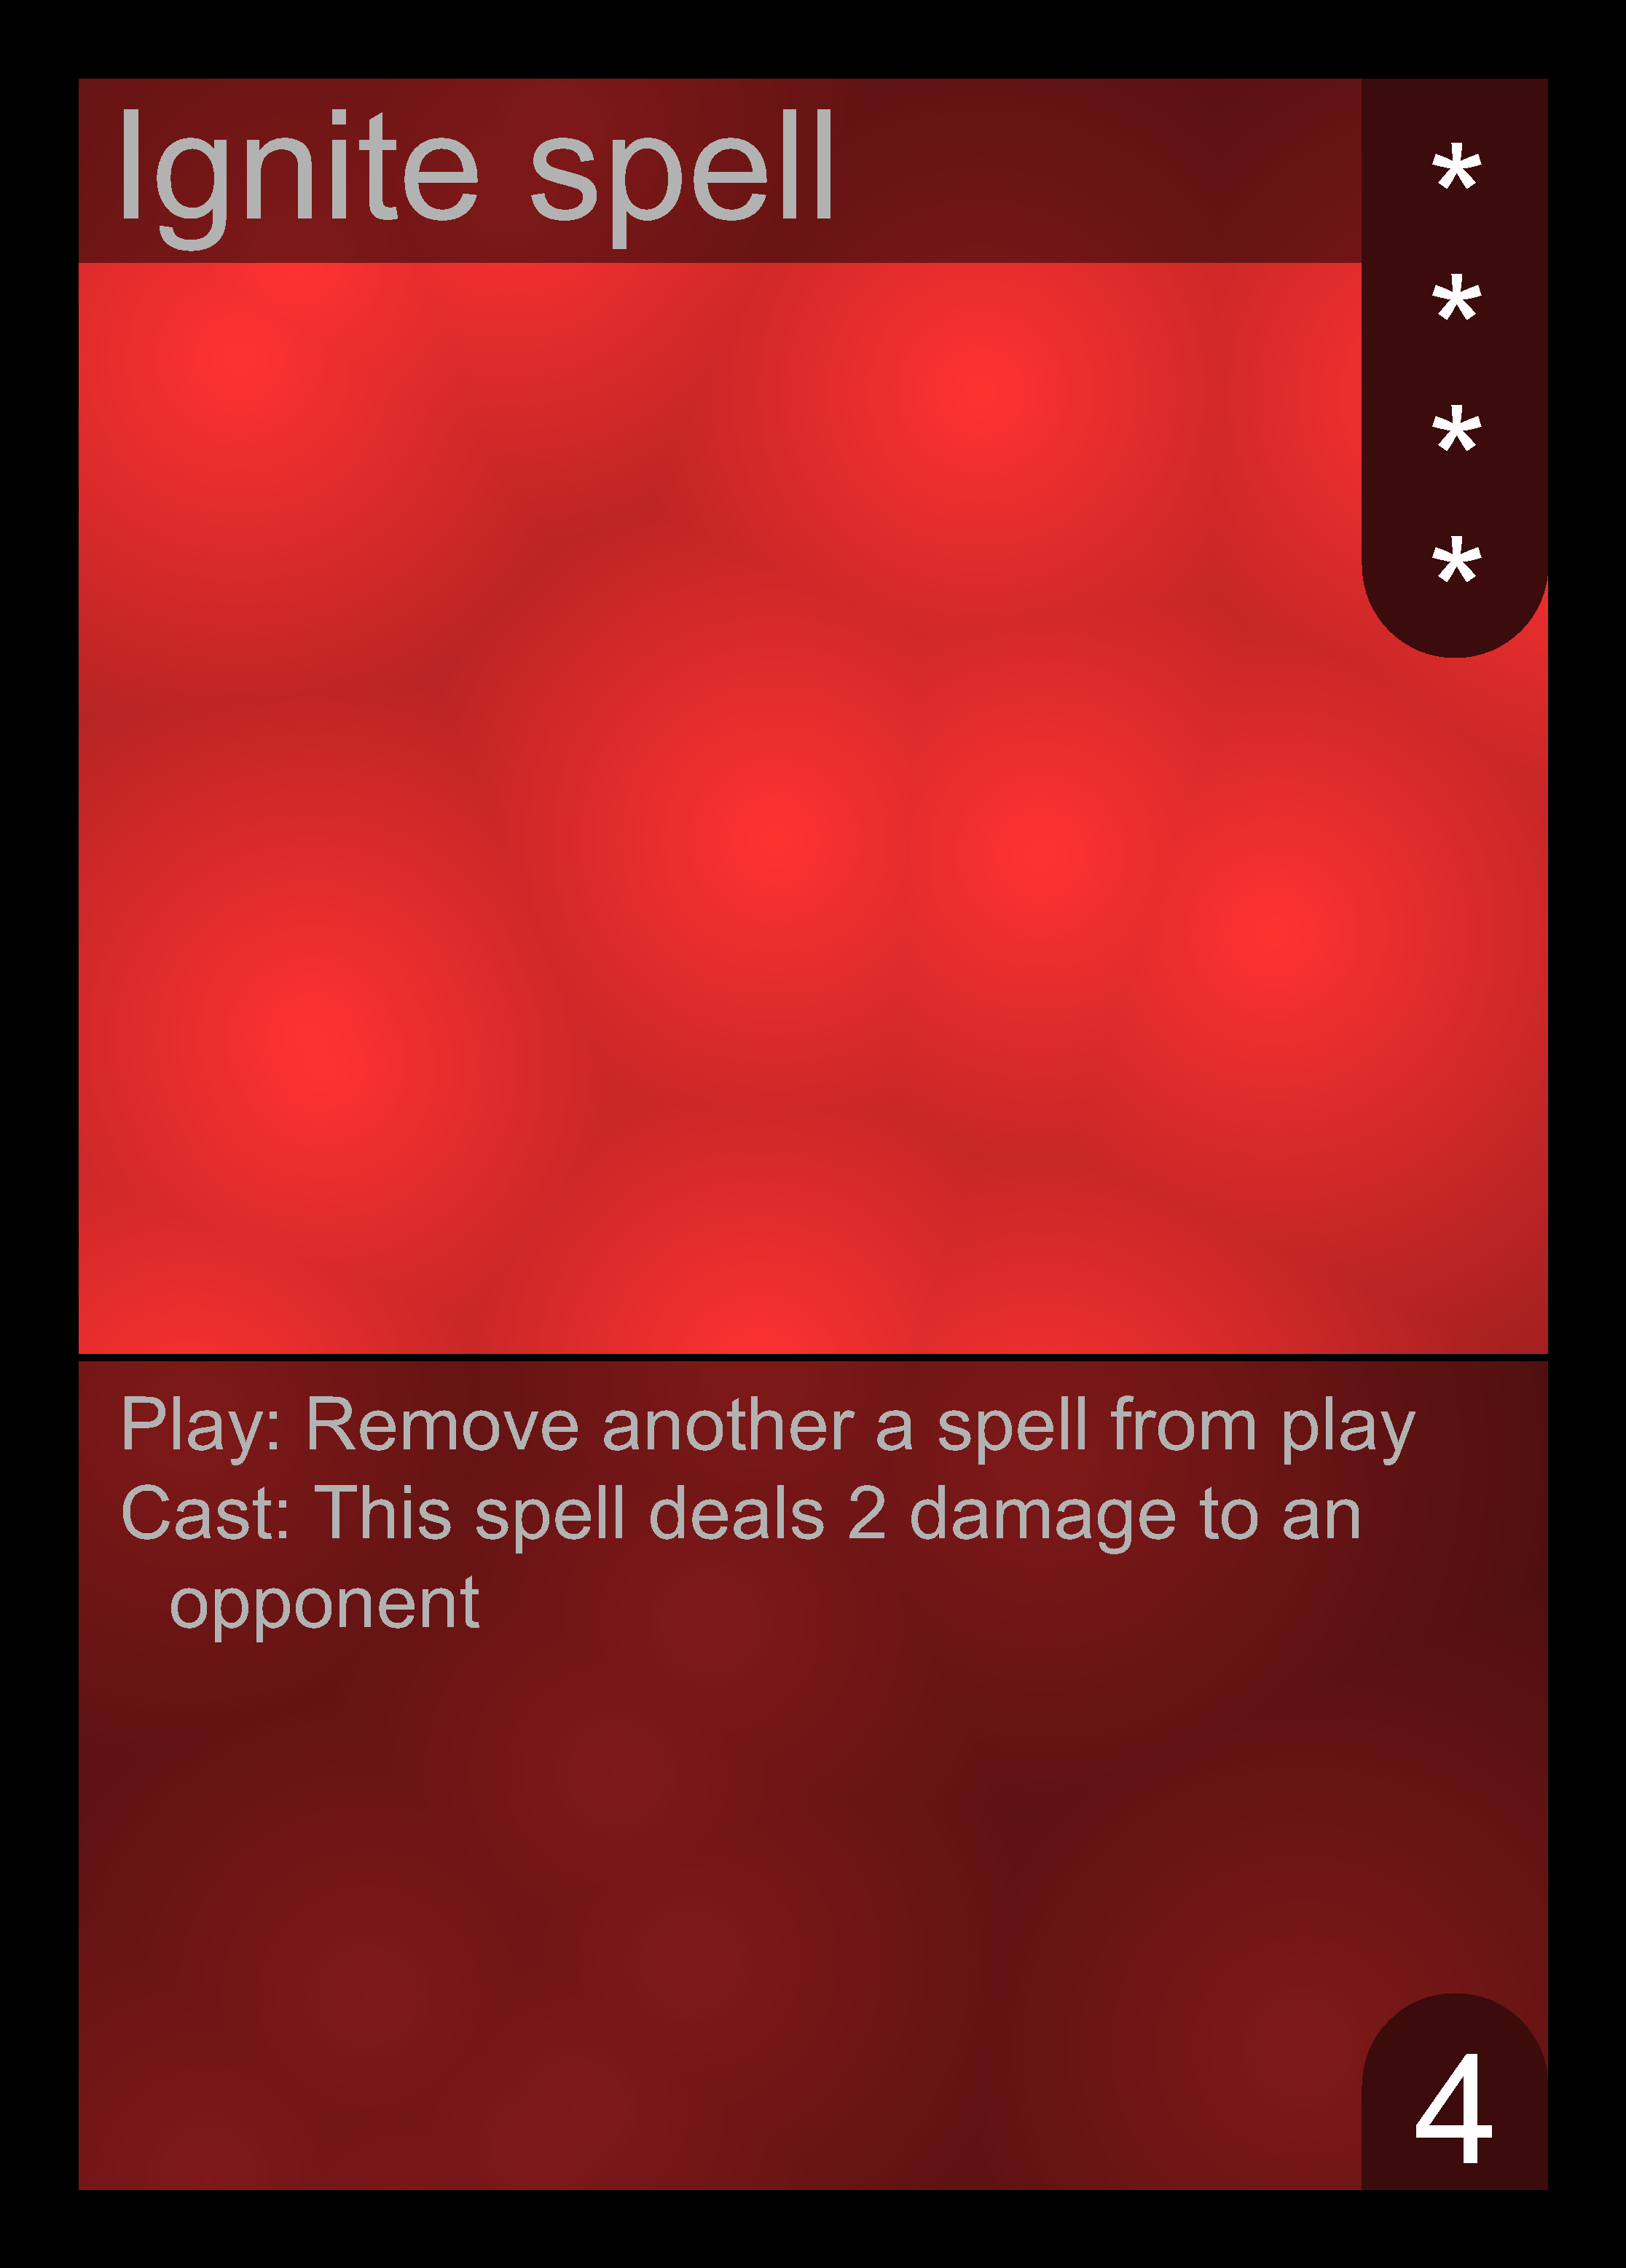 Ignite spell
*
*
*
*
Play: Remove another a spell from play
Cast: This spell deals 2 damage to an
opponent
4